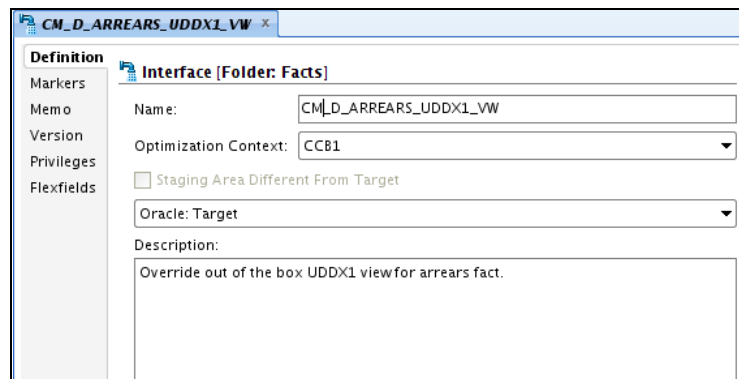 CM_D_ARREARS_UDDX1_VW x
Definition
Markers
Memo
Version
Privileges
Flexfields
Interface [Folder: Facts]
Name: CM_D_ARREARS_UDDX1_VW
Optimization Context: CCB1
Staging Area Different From Target
Oracle: Target
Description:
Override out of the box UDDX1 view for arrears fact.